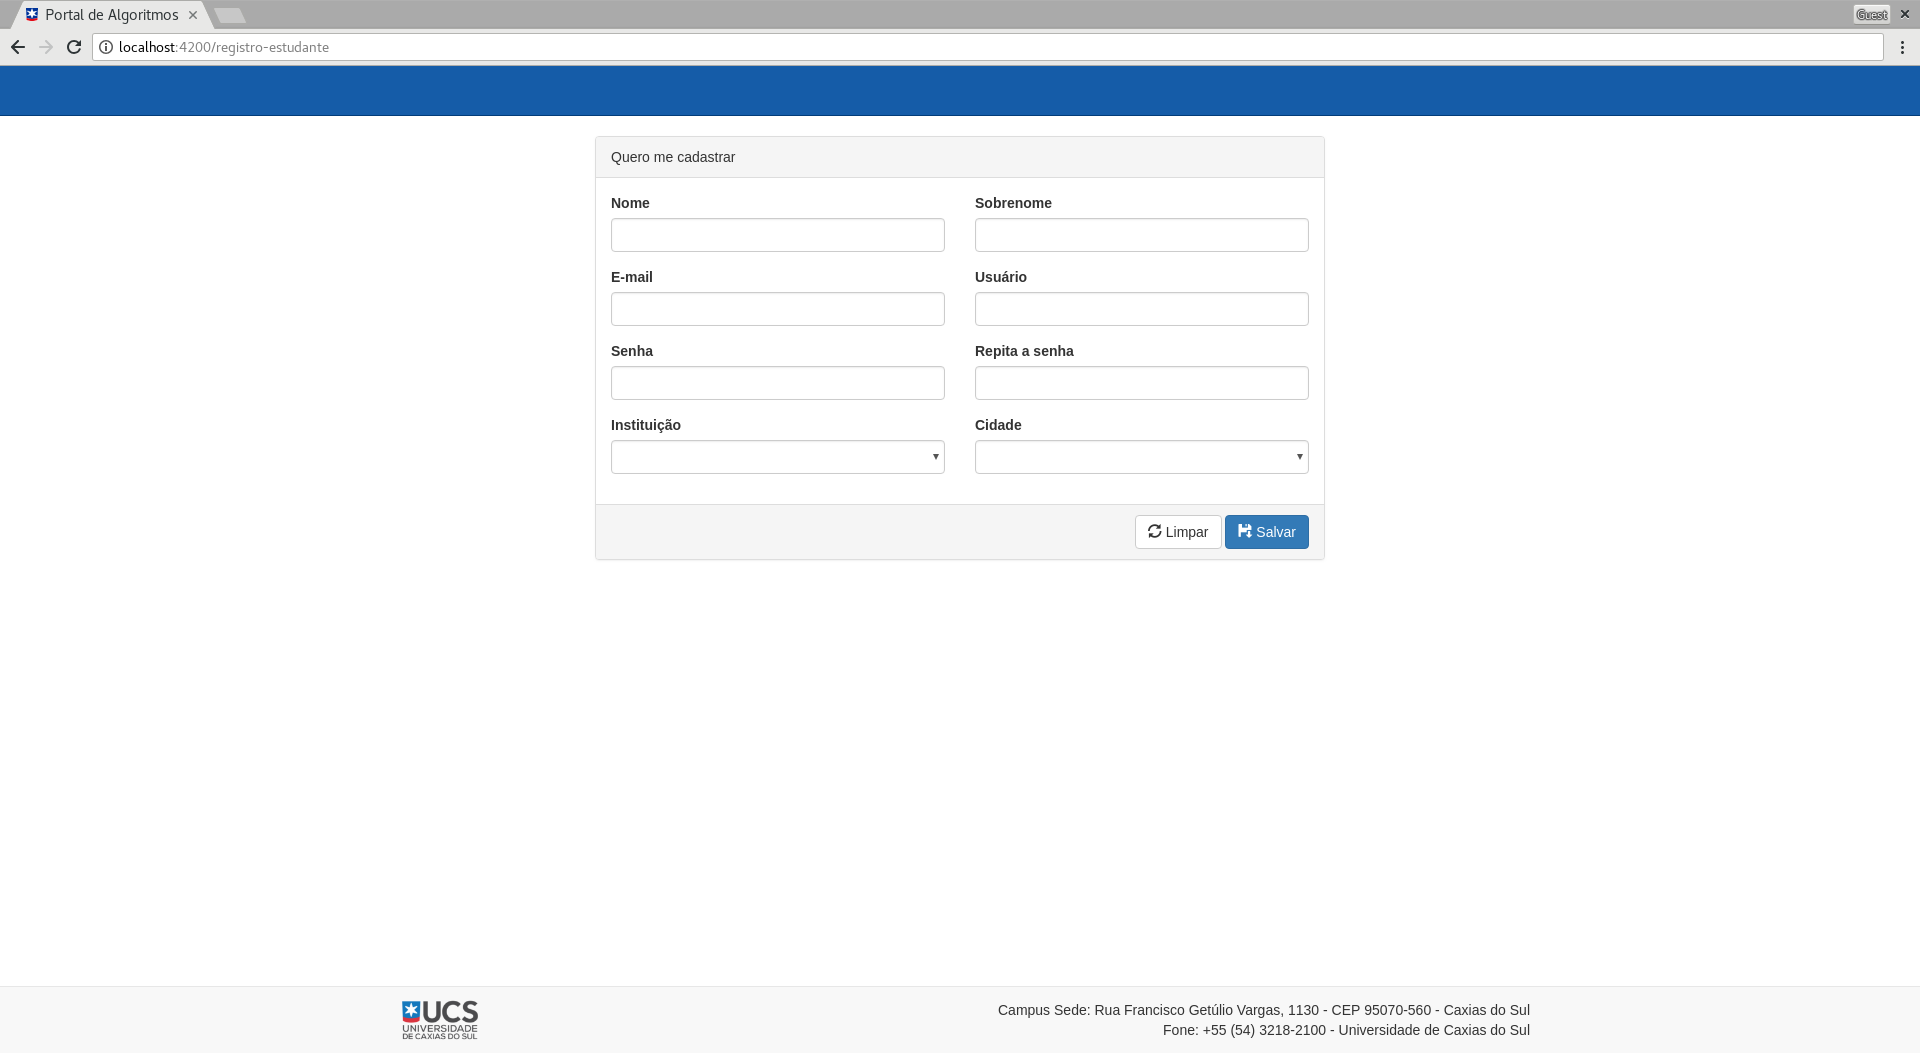 Portal de Algoritmos
Guest
localhost:4200/registro-estudante
Quero me cadastrar
Nome Sobrenome
E-mail Usuário
Senha Repita a senha
Instituição Cidade
Limpar Salvar
UCS
UNIVERSIDADE
DE CAXIAS DO SUL
Campus Sede: Rua Francisco Getúlio Vargas, 1130 - CEP 95070-560 - Caxias do Sul
Fone: +55 (54) 3218-2100 - Universidade de Caxias do Sul